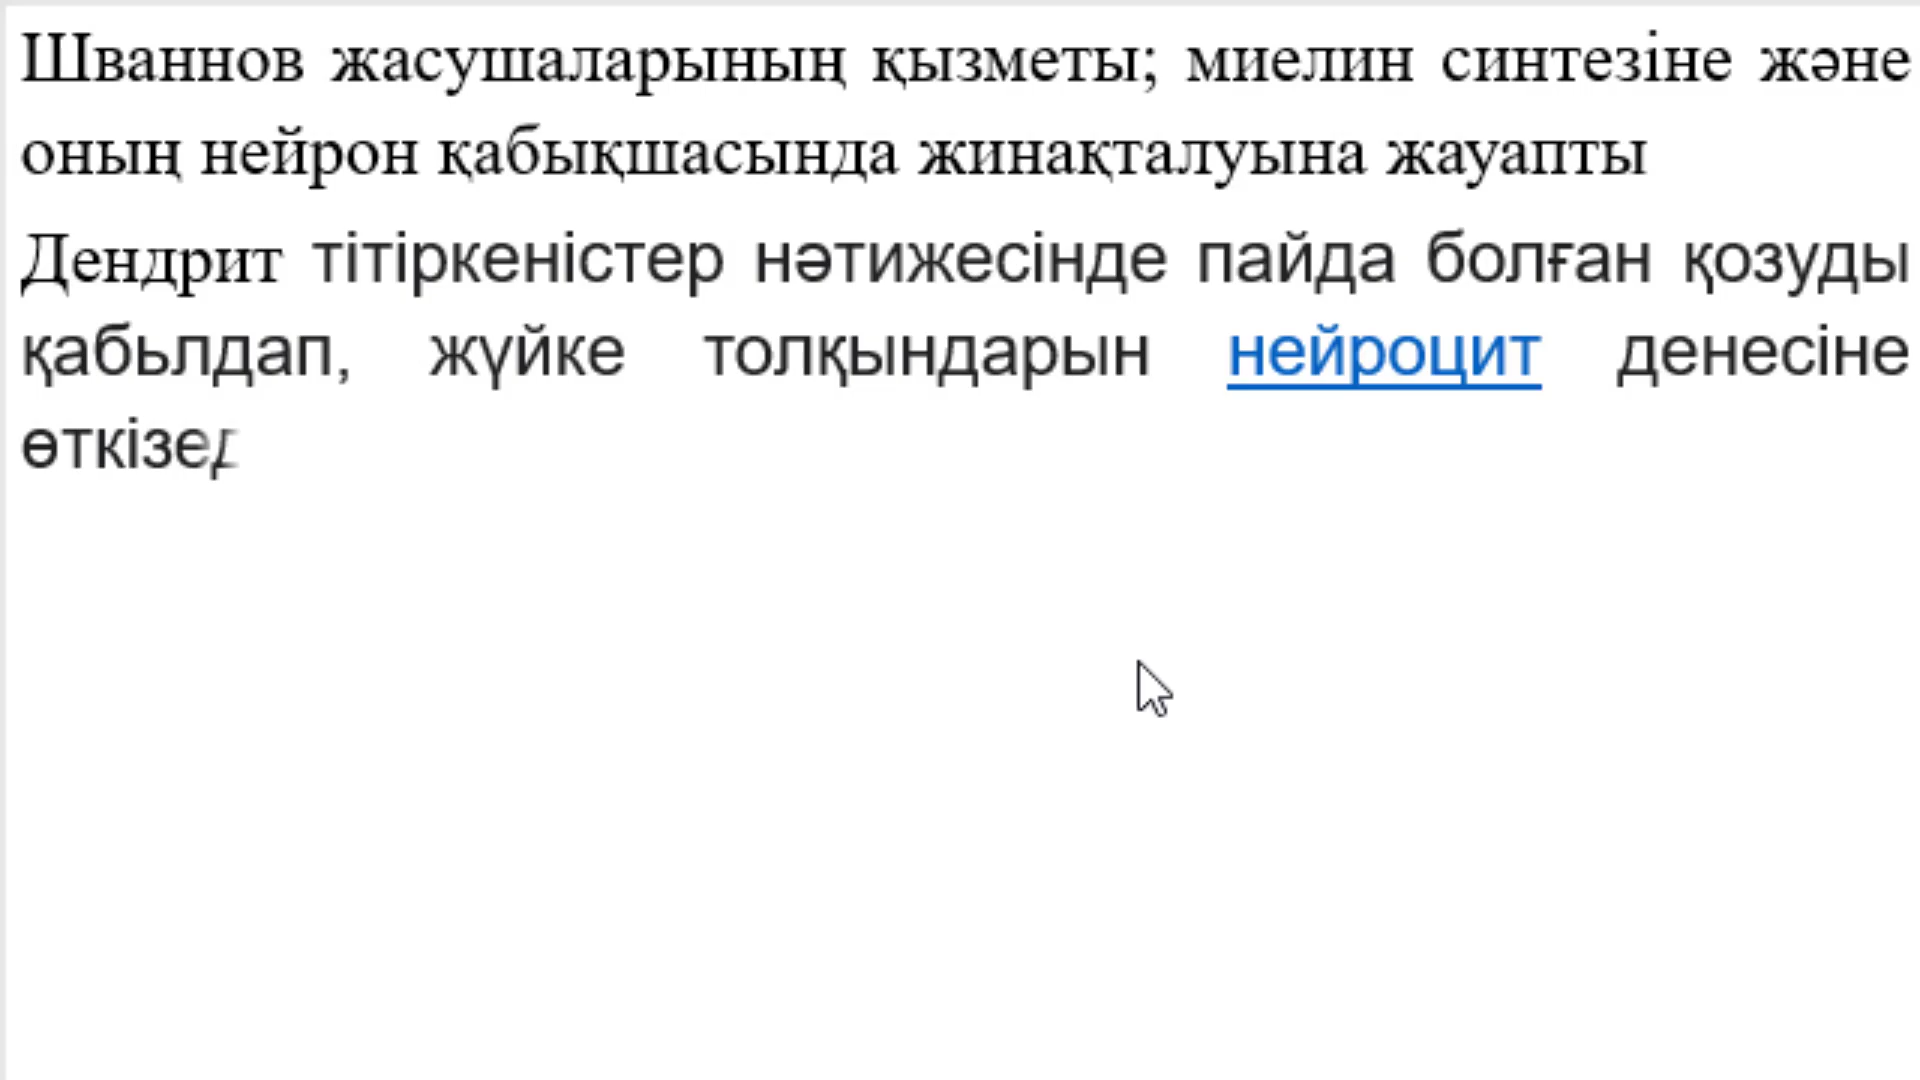 Шваннов жасушаларының қызметы; миелин синтезіне және
оның нейрон қабықшасында жинақталуына жауапты
Дендрит тітіркеністер нәтижесінде пайда болған қозуды
қабьлдап, жүйке толқындарын нейроцит денесіне